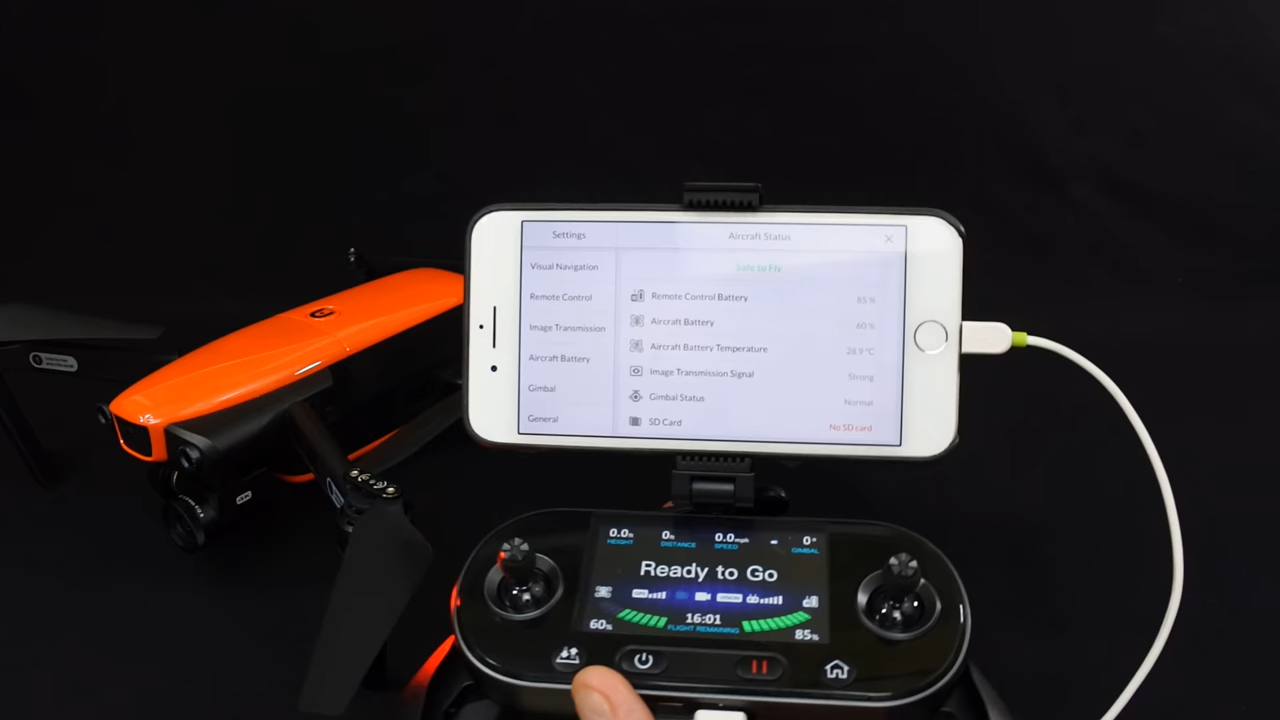 Settings
Aircraft Status
Visual Navigation
Safe to Fly
Remote Control
Remote Control Battery 85 %
Image Transmission
Aircraft Battery 60 %
Aircraft Battery
Aircraft Battery Temperature 28.9 °C
Gimbal
Image Transmission Signal Strong
General
Gimbal Status Normal
SD Card No SD card
0.0ft 0ft 0.0mph 0°
HEIGHT DISTANCE SPEED GIMBAL
Ready to Go
GPS VISION
16:01
FLIGHT REMAINING
60% 85%